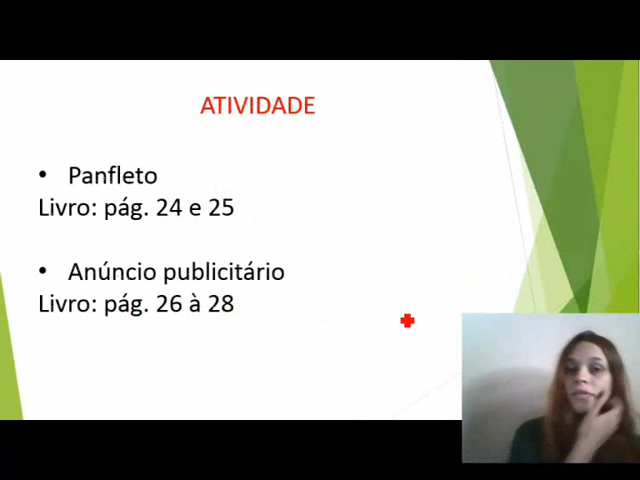 ATIVIDADE
• Panfleto
Livro: pág. 24 e 25
• Anúncio publicitário
Livro: pág. 26 à 28